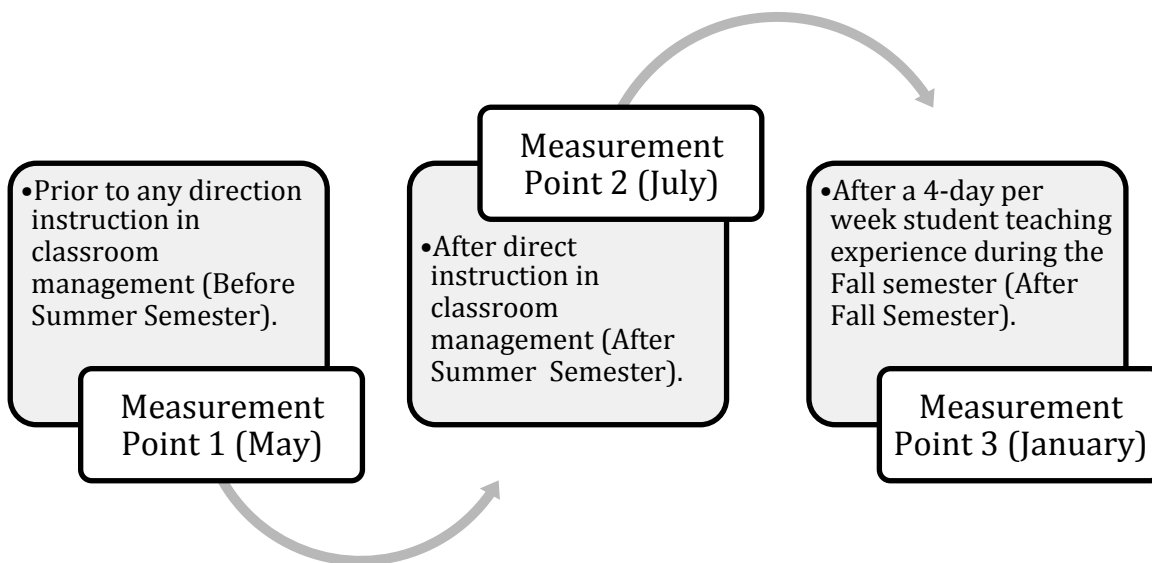 •Prior to any direction
instruction in
classroom
management (Before
Summer Semester).
Measurement
Point 1 (May)
Measurement
Point 2 (July)
•After direct
instruction in
classroom
management (After
Summer Semester).
•After a 4-day per
week student teaching
experience during the
Fall semester (After
Fall Semester).
Measurement
Point 3 (January)